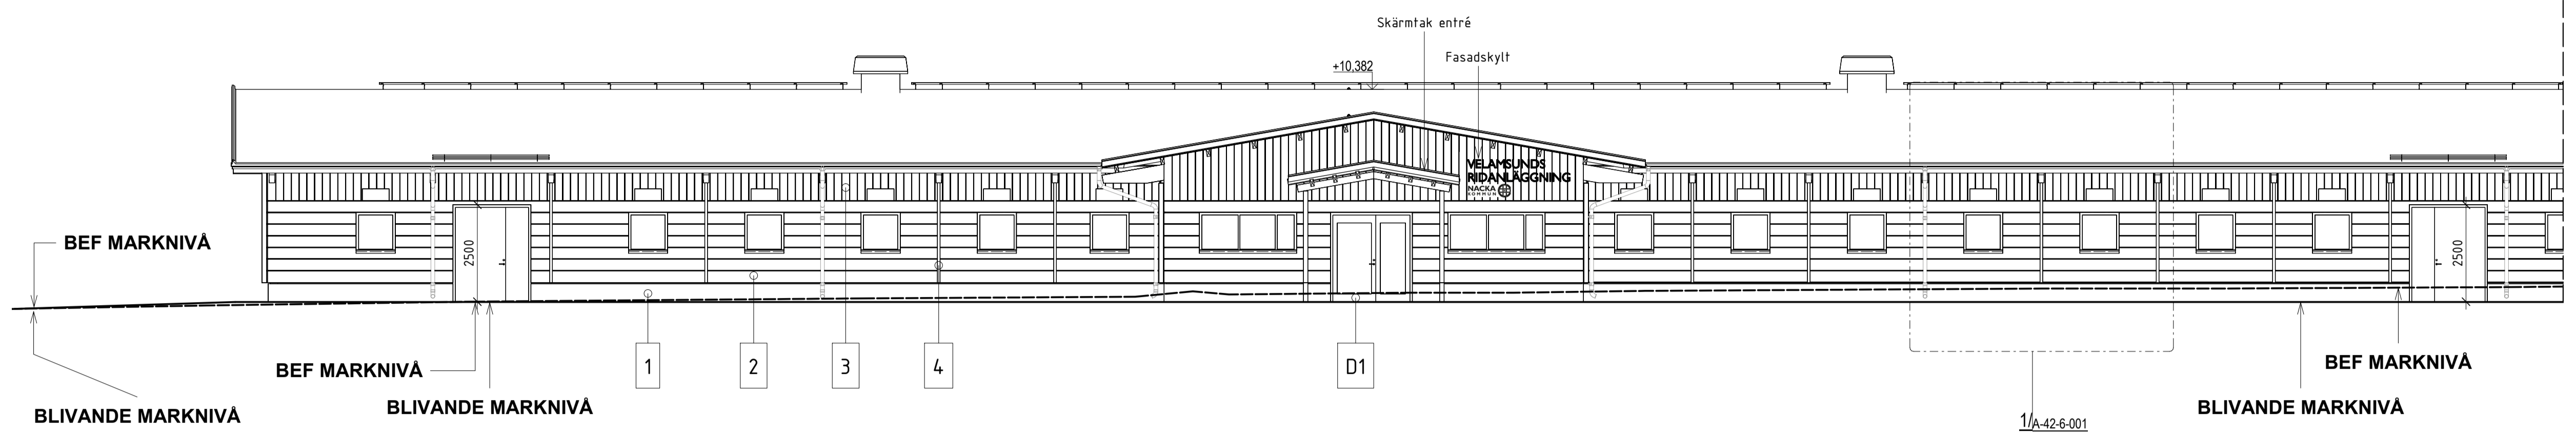 Skärmtak entré
Fasadskylt
+10,382
VELAMSUNDS
RIDANLÄGGNING
NACKA
KOMMUN
BEF MARKNIVÅ
2500
2500
1
2
3
4
D1
BEF MARKNIVÅ
BEF MARKNIVÅ
BLIVANDE MARKNIVÅ
BLIVANDE MARKNIVÅ
BLIVANDE MARKNIVÅ
1/A-42-6-001